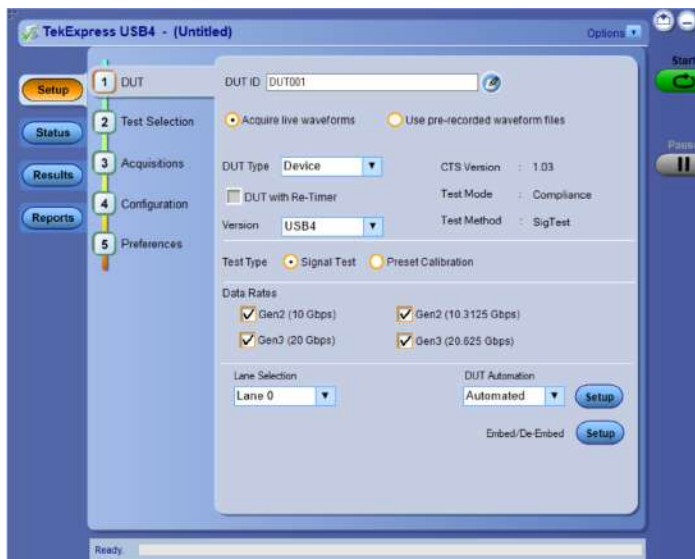 TekExpress USB4 - (Untitled)
Options
Start
Setup
Status
Results
Reports
Pause
1 DUT
2 Test Selection
3 Acquisitions
4 Configuration
5 Preferences
DUT ID DUT001
Acquire live waveforms Use pre-recorded waveform files
DUT Type Device CTS Version : 1.03
DUT with Re-Timer Test Mode : Compliance
Version USB4 Test Method : SigTest
Test Type Signal Test Preset Calibration
Data Rates
Gen2 (10 Gbps) Gen2 (10.3125 Gbps)
Gen3 (20 Gbps) Gen3 (20.625 Gbps)
Lane Selection DUT Automation
Lane 0 Automated Setup
Embed/De-Embed Setup
Ready.